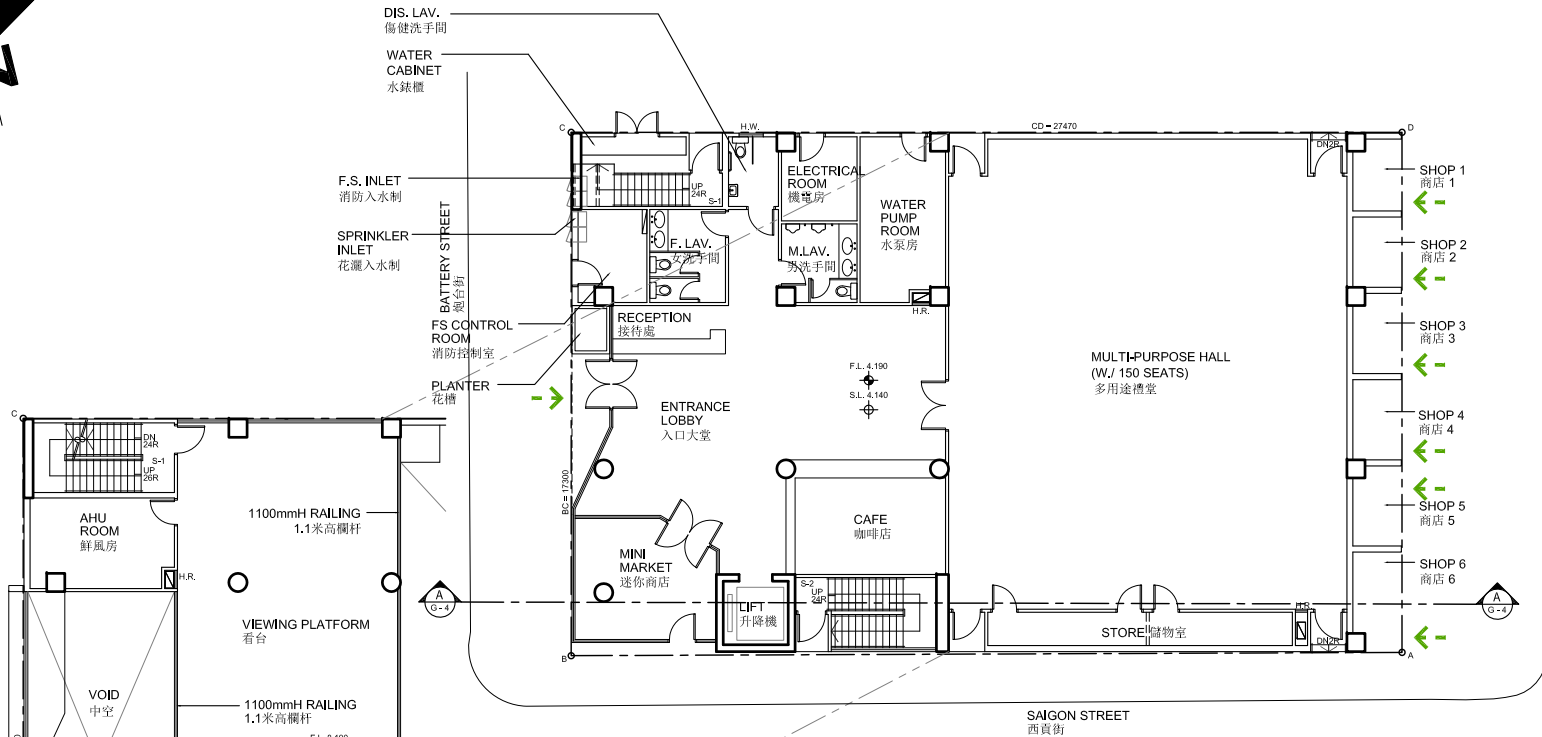 DIS. LAV.
傷健洗手間
WATER
CABINET
水錶櫃
F.S. INLET
消防入水制
SPRINKLER
INLET
花灑入水制
BATTERY STREET
炮台街
FS CONTROL
ROOM
消防控制室
PLANTER
花槽
C
H.W.
CD = 27470
D
UP
24R
S-1
ELECTRICAL
ROOM
機電房
WATER
PUMP
ROOM
水泵房
F. LAV.
女洗手間
M.LAV.
男洗手間
H.R.
RECEPTION
接待處
F.L. 4.190
S.L. 4.140
ENTRANCE
LOBBY
入口大堂
BC = 17300
MULTI-PURPOSE HALL
(W./ 150 SEATS)
多用途禮堂
DN2R
SHOP 1
商店 1
SHOP 2
商店 2
SHOP 3
商店 3
SHOP 4
商店 4
SHOP 5
商店 5
SHOP 6
商店 6
CAFE
咖啡店
MINI
MARKET
迷你商店
LIFT
升降機
S-2
UP
24R
STORE 儲物室
H.R.
DN2R
A
G-4
A
G-4
B
A
SAIGON STREET
西貢街
C
DN
24R
S-1
UP
26R
AHU
ROOM
鮮風房
H.R.
1100mmH RAILING
1.1米高欄杆
VIEWING PLATFORM
看台
VOID
中空
1100mmH RAILING
1.1米高欄杆